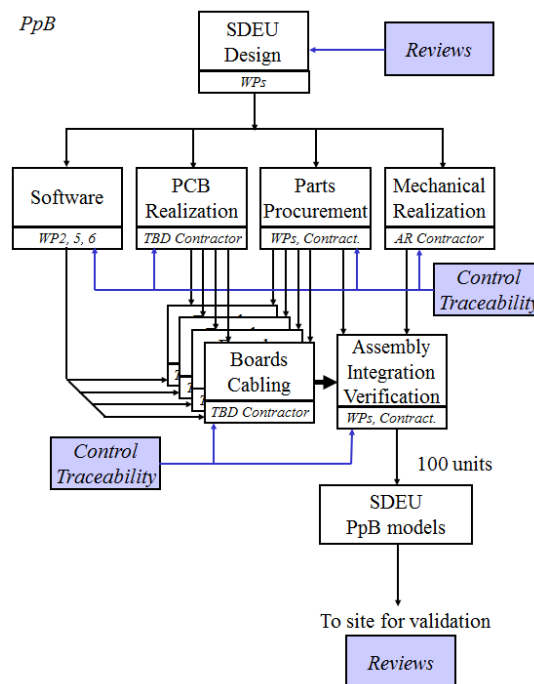 PpB
SDEU
Design
WPs
Reviews
Software
WP2, 5, 6
PCB
Realization
TBD Contractor
Parts
Procurement
WPs, Contract.
Mechanical
Realization
AR Contractor
Control
Traceability
Boards
Cabling
TBD Contractor
Assembly
Integration
Verification
WPs, Contract.
Control
Traceability
100 units
SDEU
PpB models
To site for validation
Reviews